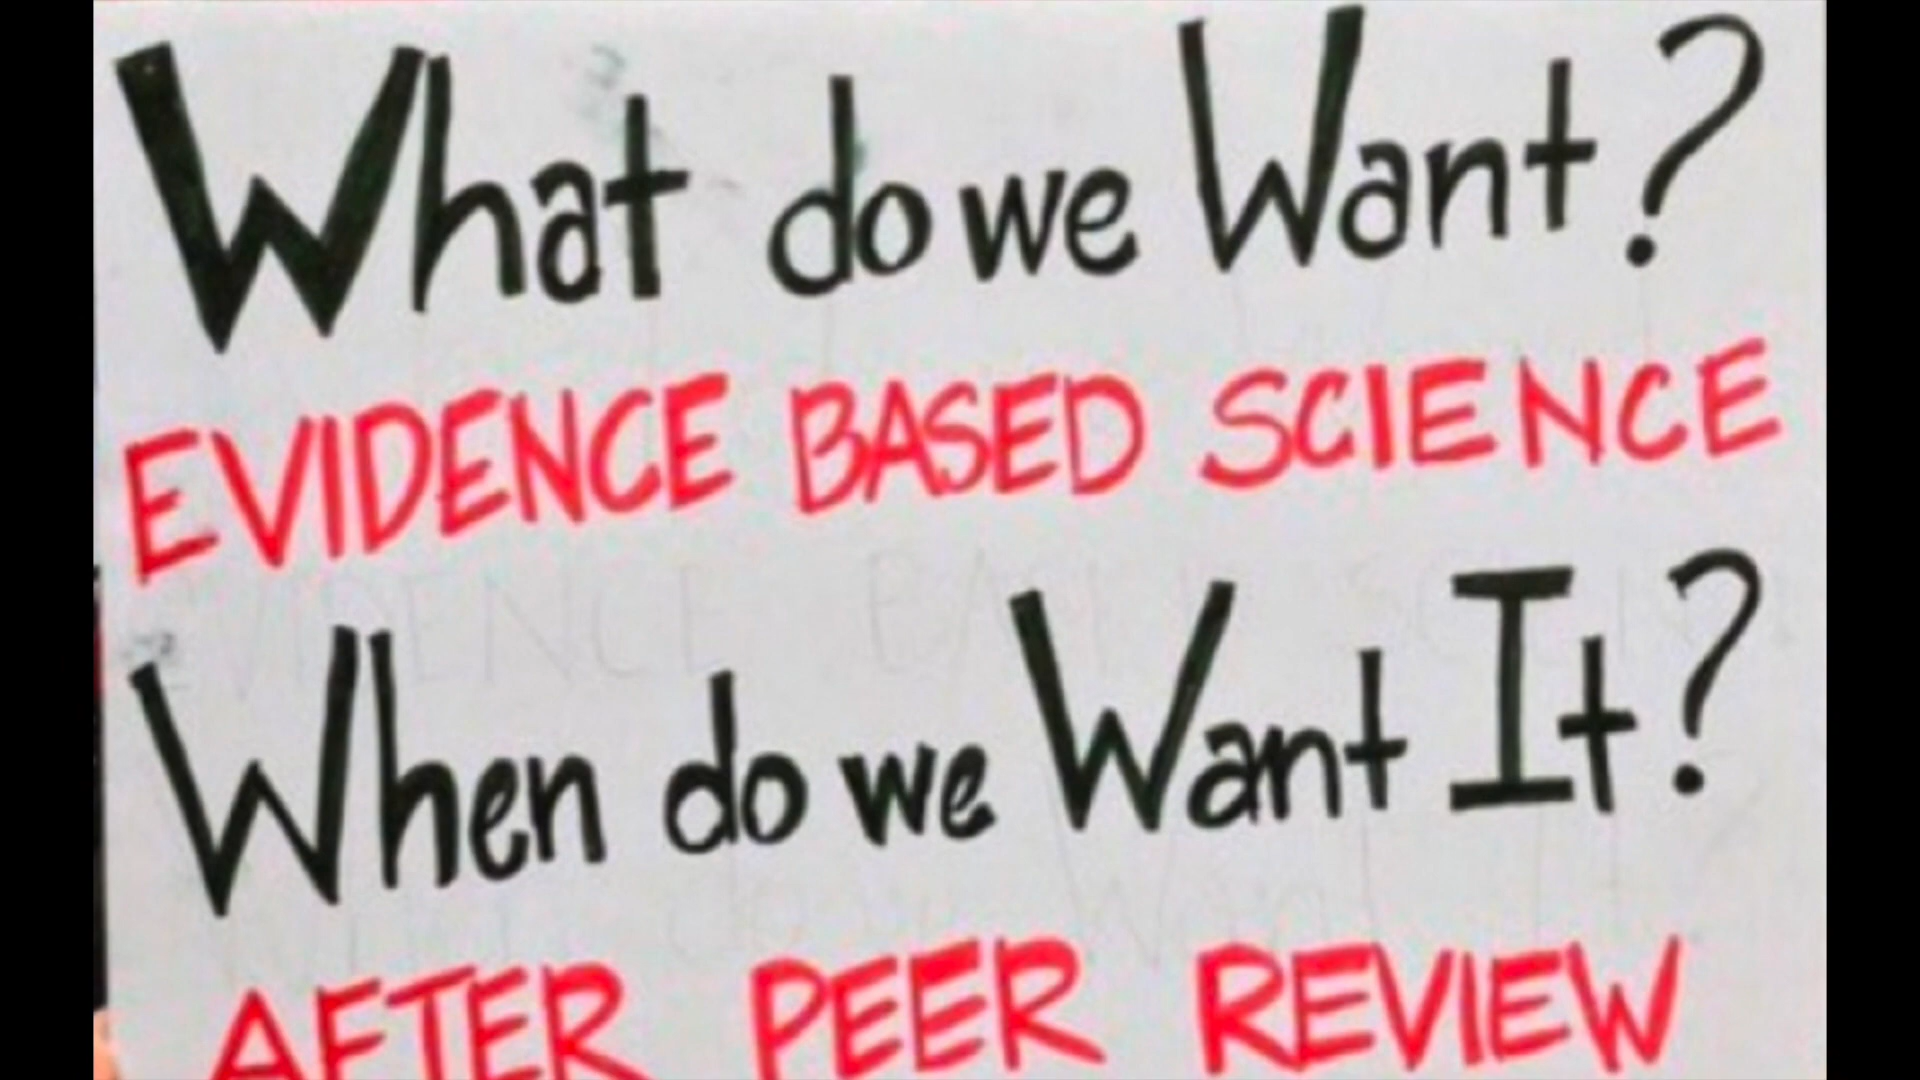 What do we Want?
EVIDENCE BASED SCIENCE
When do we Want It?
AFTER PEER REVIEW